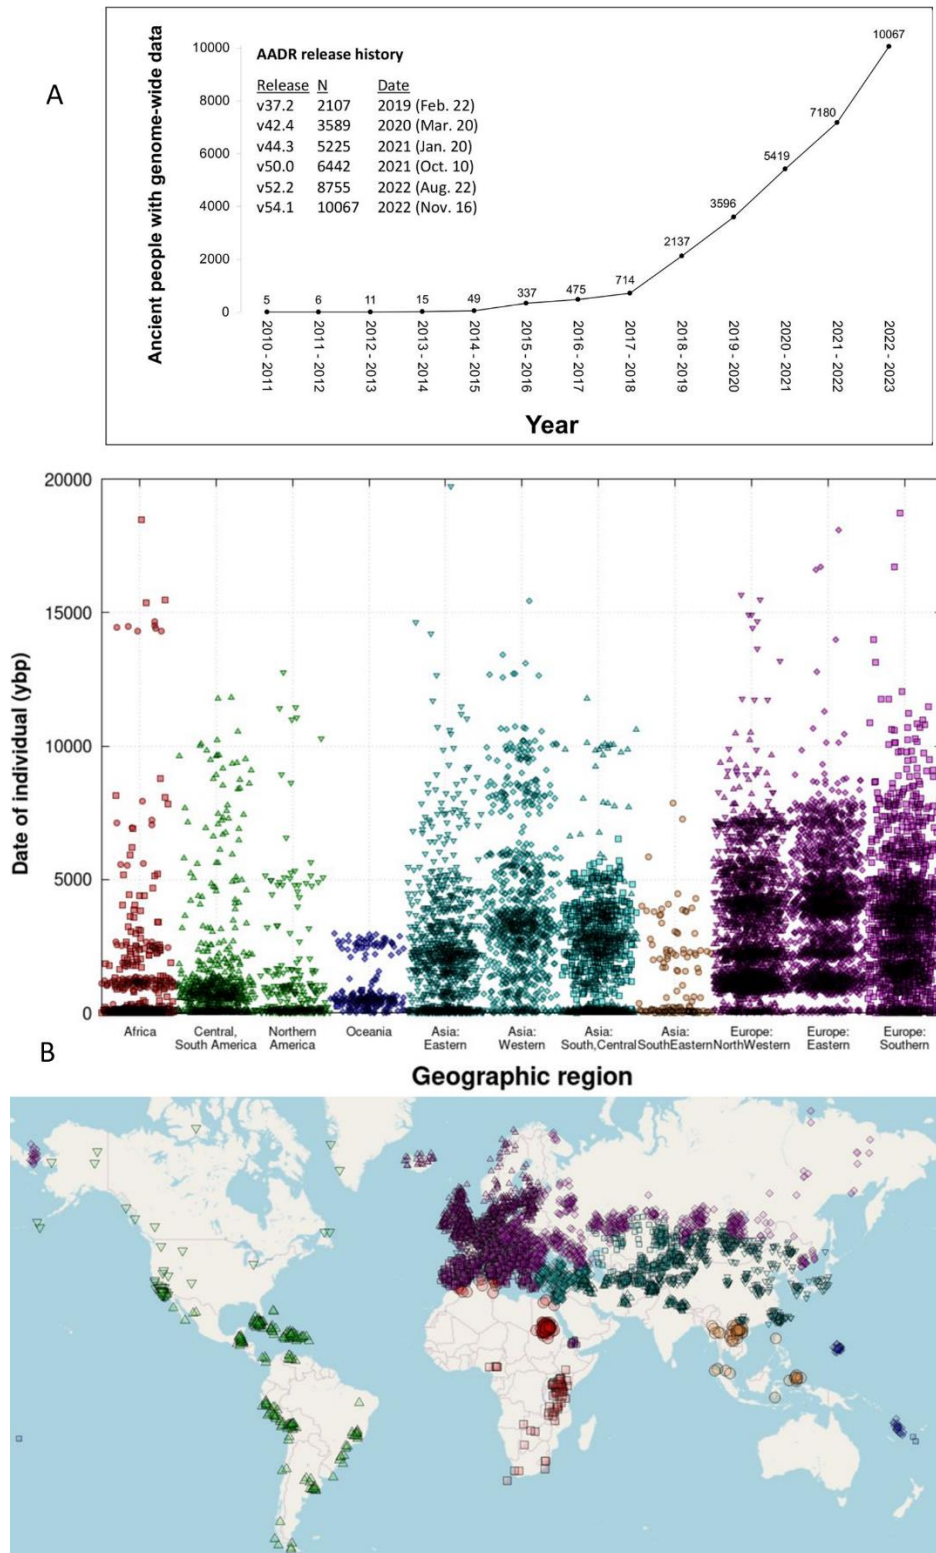 A
AADR release history
Release N Date
v37.2 2107 2019 (Feb. 22)
v42.4 3589 2020 (Mar. 20)
v44.3 5225 2021 (Jan. 20)
v50.0 6442 2021 (Oct. 10)
v52.2 8755 2022 (Aug. 22)
v54.1 10067 2022 (Nov. 16)
Ancient people with genome-wide data
10000
8000
6000
4000
2000
0
5
6
11
15
49
337
475
714
2137
3596
5419
7180
10067
2010 - 2011
2011 - 2012
2012 - 2013
2013 - 2014
2014 - 2015
2015 - 2016
2016 - 2017
2017 - 2018
2018 - 2019
2019 - 2020
2020 - 2021
2021 - 2022
2022 - 2023
Year
Date of individual (ybp)
20000
15000
10000
5000
0
Africa
Central,
South America
Northern
America
Oceania
Asia:
Eastern
Asia:
Western
Asia:
South,Central
Asia:
SouthEastern
Europe:
NorthWestern
Europe:
Eastern
Europe:
Southern
B
Geographic region